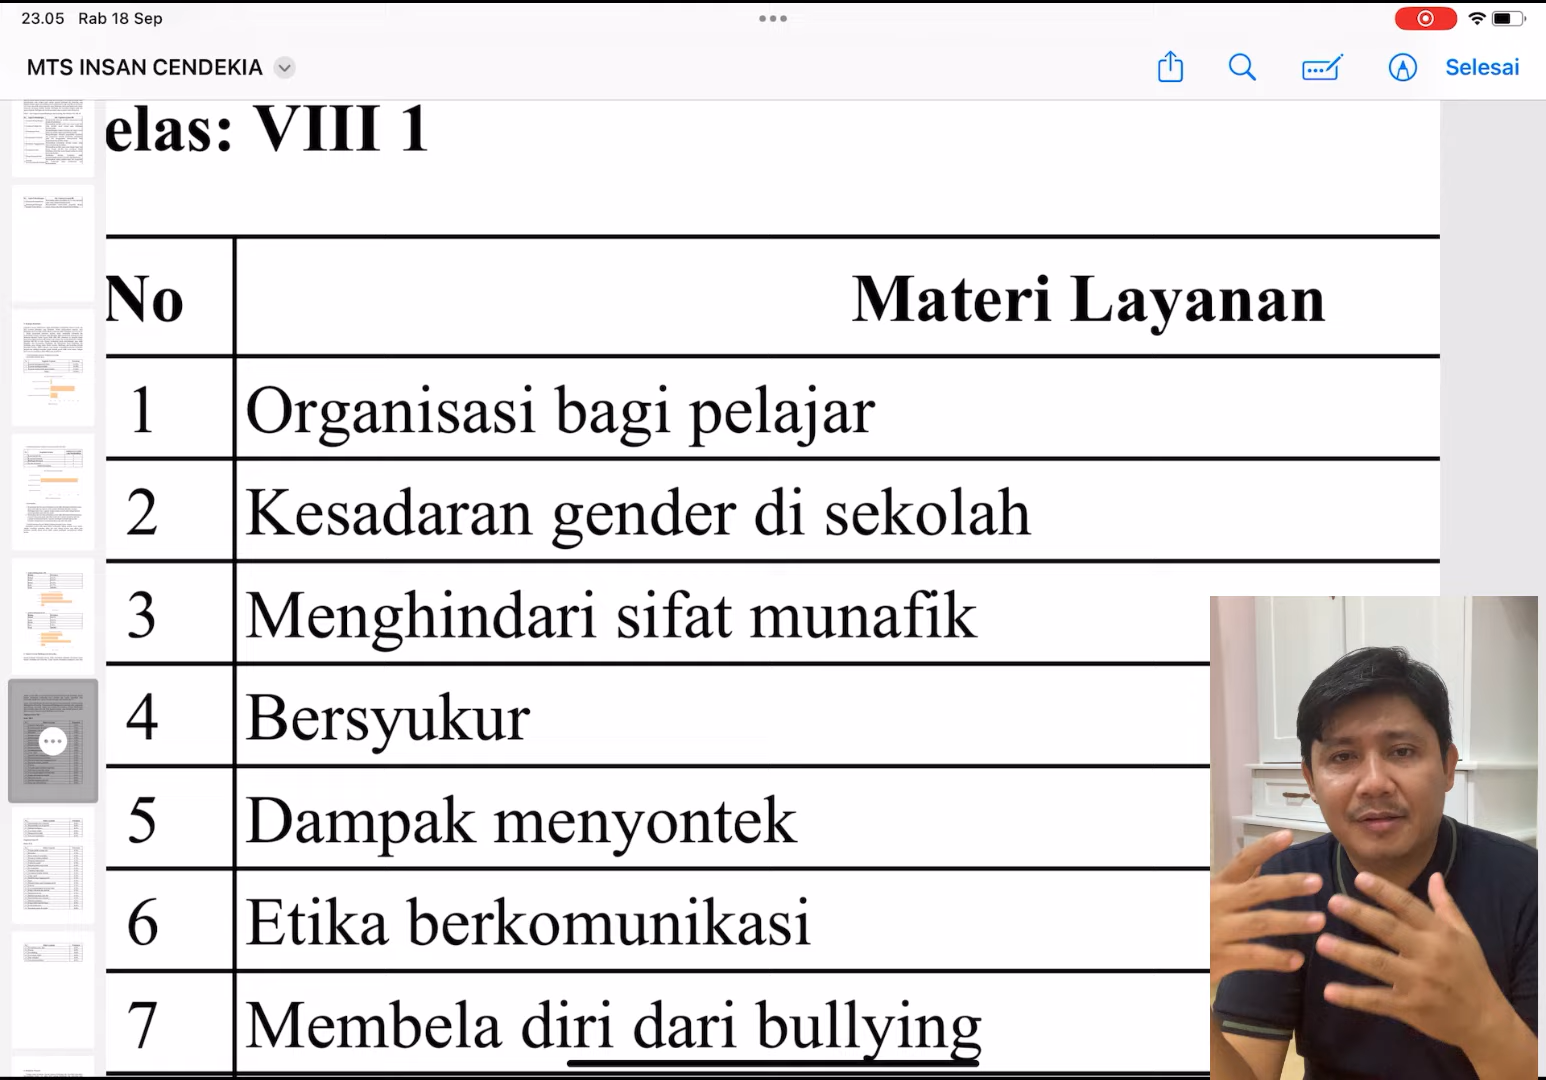 23.05 Rab 18 Sep
MTS INSAN CENDEKIA
Selesai
elas: VIII 1
No Materi Layanan
1 Organisasi bagi pelajar
2 Kesadaran gender di sekolah
3 Menghindari sifat munafik
4 Bersyukur
5 Dampak menyontek
6 Etika berkomunikasi
7 Membela diri dari bullying